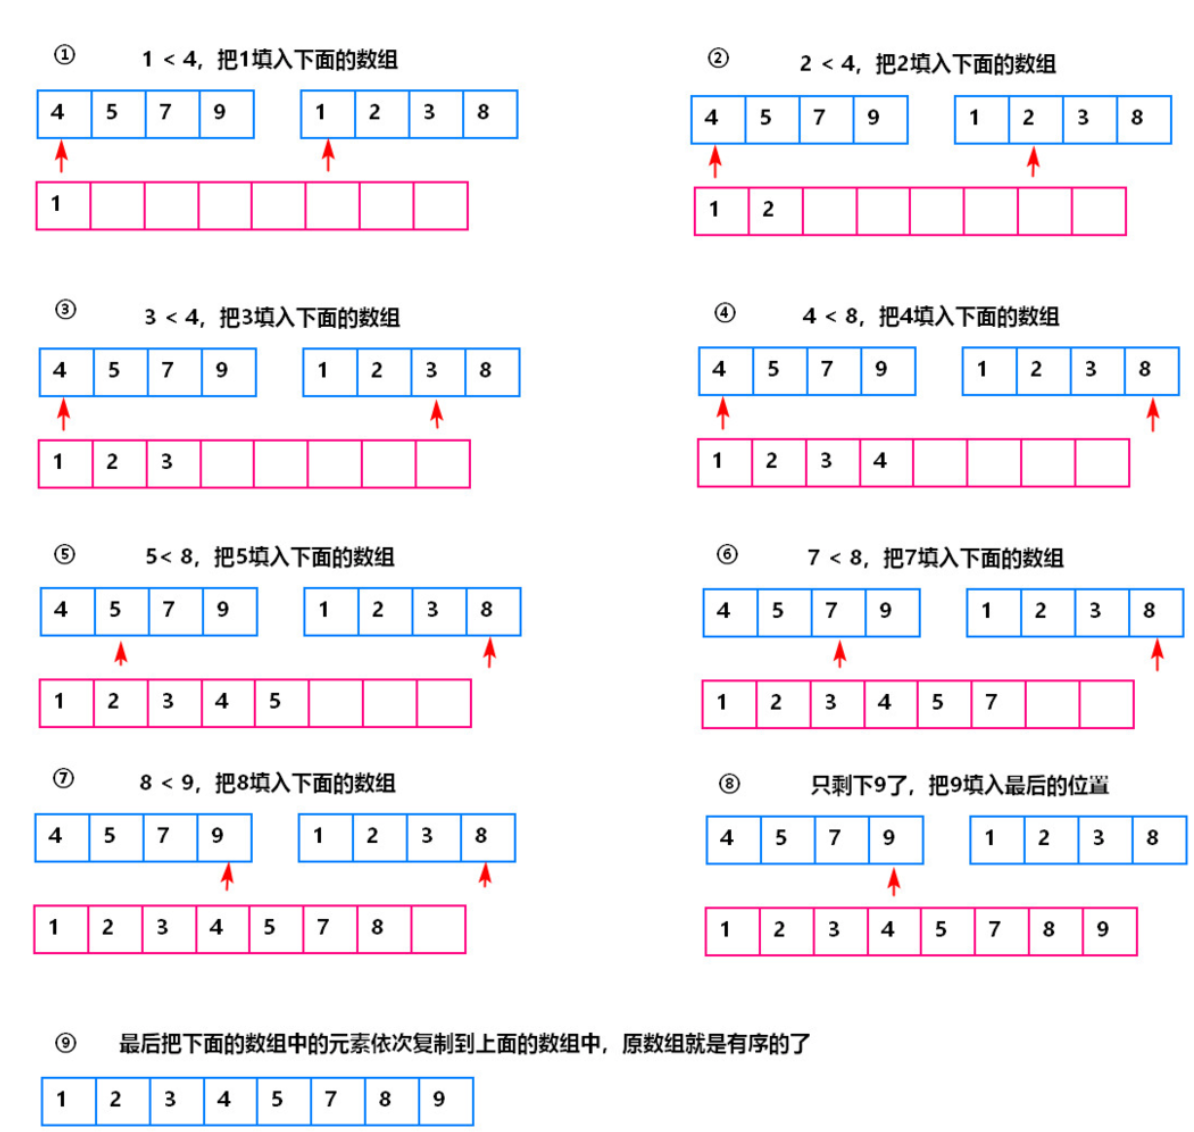 ① 1 < 4，把1填入下面的数组
4 5 7 9 1 2 3 8
1
② 2 < 4，把2填入下面的数组
4 5 7 9 1 2 3 8
1 2
③ 3 < 4，把3填入下面的数组
4 5 7 9 1 2 3 8
1 2 3
④ 4 < 8，把4填入下面的数组
4 5 7 9 1 2 3 8
1 2 3 4
⑤ 5< 8，把5填入下面的数组
4 5 7 9 1 2 3 8
1 2 3 4 5
⑥ 7 < 8，把7填入下面的数组
4 5 7 9 1 2 3 8
1 2 3 4 5 7
⑦ 8 < 9，把8填入下面的数组
4 5 7 9 1 2 3 8
1 2 3 4 5 7 8
⑧ 只剩下9了，把9填入最后的位置
4 5 7 9 1 2 3 8
1 2 3 4 5 7 8 9
⑨ 最后把下面的数组中的元素依次复制到上面的数组中，原数组就是有序的了
1 2 3 4 5 7 8 9